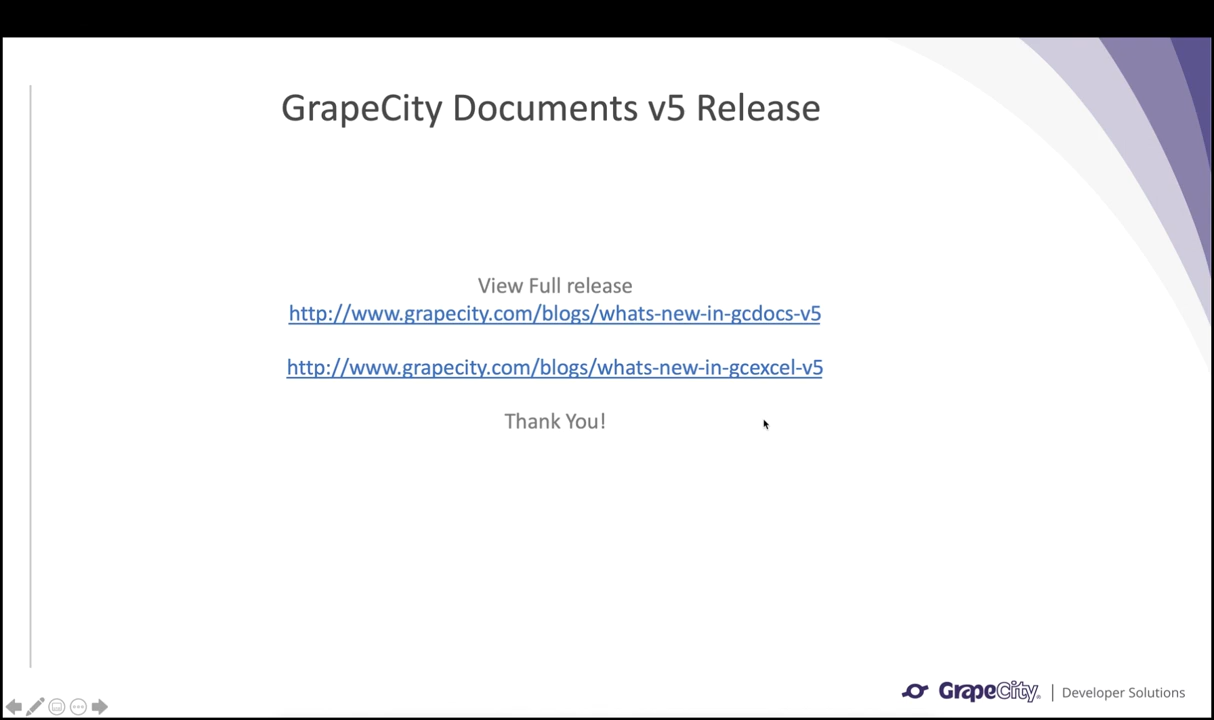 GrapeCity Documents v5 Release
View Full release
http://www.grapecity.com/blogs/whats-new-in-gcdocs-v5
http://www.grapecity.com/blogs/whats-new-in-gcexcel-v5
Thank You!
GrapeCity | Developer Solutions